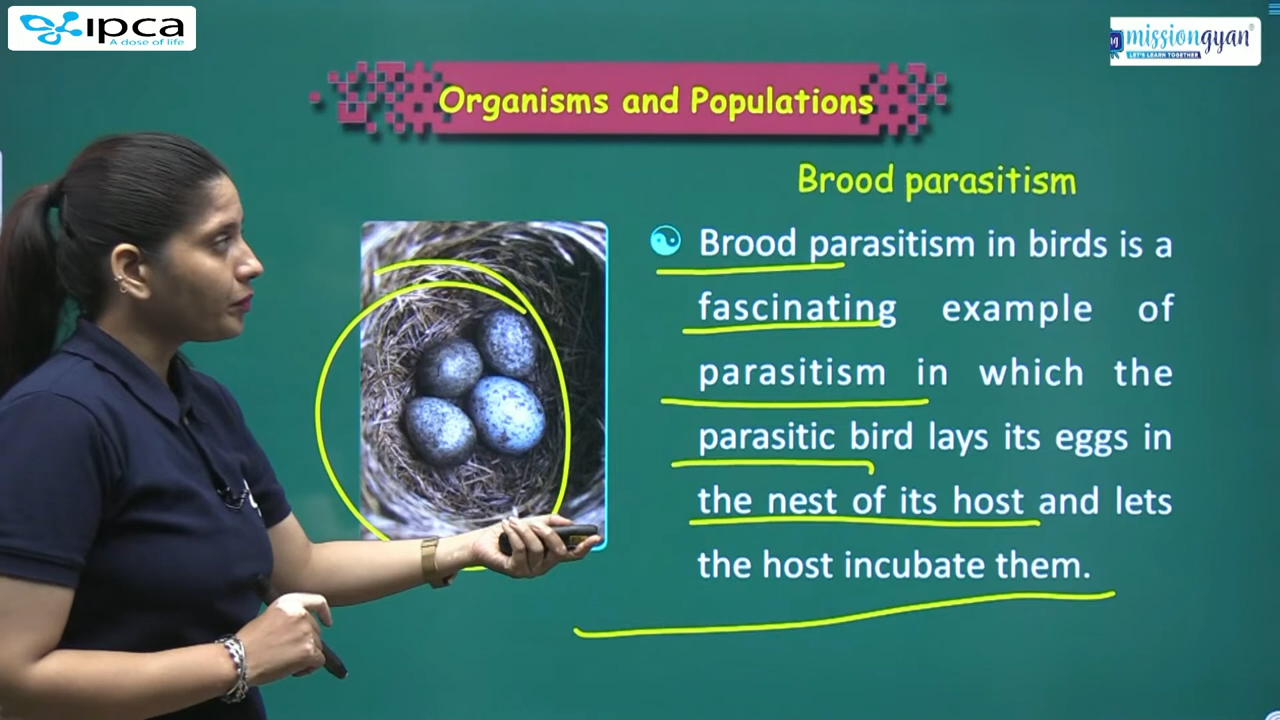 ipca
A dose of life
missiongyan
LET'S LEARN TOGETHER
Organisms and Populations
Brood parasitism
Brood parasitism in birds is a
fascinating example of
parasitism in which the
parasitic bird lays its eggs in
the nest of its host and lets
the host incubate them.